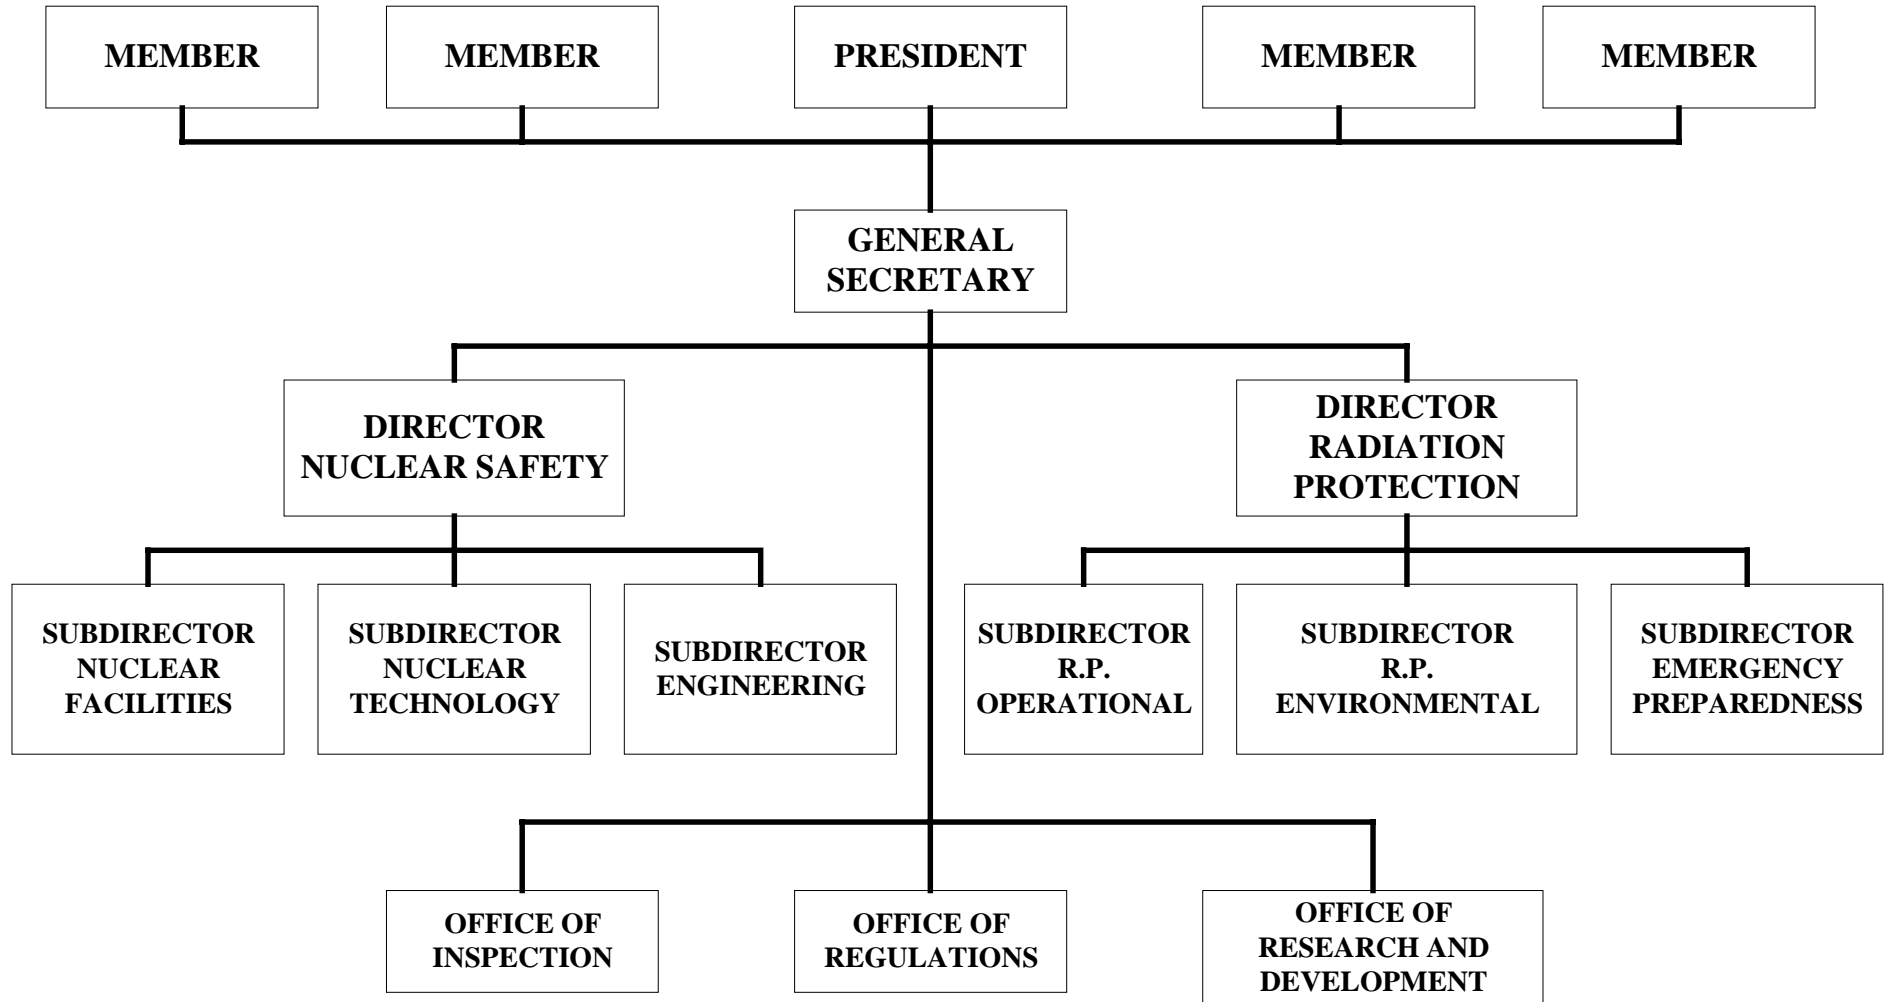 MEMBER
MEMBER
PRESIDENT
MEMBER
MEMBER
GENERAL
SECRETARY
DIRECTOR
NUCLEAR SAFETY
DIRECTOR
RADIATION
PROTECTION
SUBDIRECTOR
NUCLEAR
FACILITIES
SUBDIRECTOR
NUCLEAR
TECHNOLOGY
SUBDIRECTOR
ENGINEERING
SUBDIRECTOR
R.P.
OPERATIONAL
SUBDIRECTOR
R.P.
ENVIRONMENTAL
SUBDIRECTOR
EMERGENCY
PREPAREDNESS
OFFICE OF
INSPECTION
OFFICE OF
REGULATIONS
OFFICE OF
RESEARCH AND
DEVELOPMENT